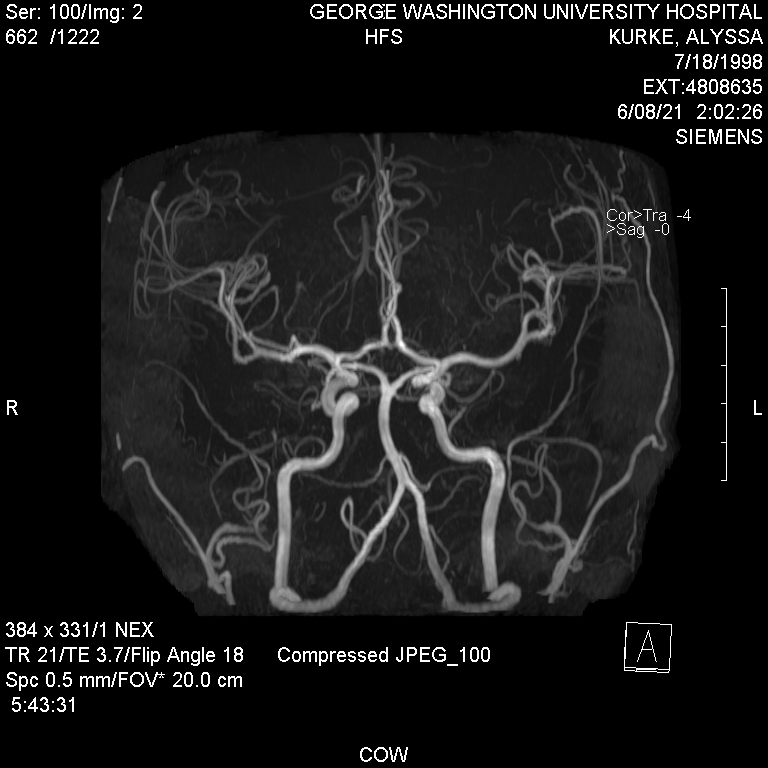 Ser: 100/Img: 2
662 /1222
HFS
GEORGE WASHINGTON UNIVERSITY HOSPITAL
KURKE, ALYSSA
7/18/1998
EXT:4808635
6/08/21 2:02:26
SIEMENS
Cor>Tra -4
>Sag -0
R
L
384 x 331/1 NEX
TR 21/TE 3.7/Flip Angle 18
Compressed JPEG_100
Spc 0.5 mm/FOV* 20.0 cm
5:43:31
A
COW